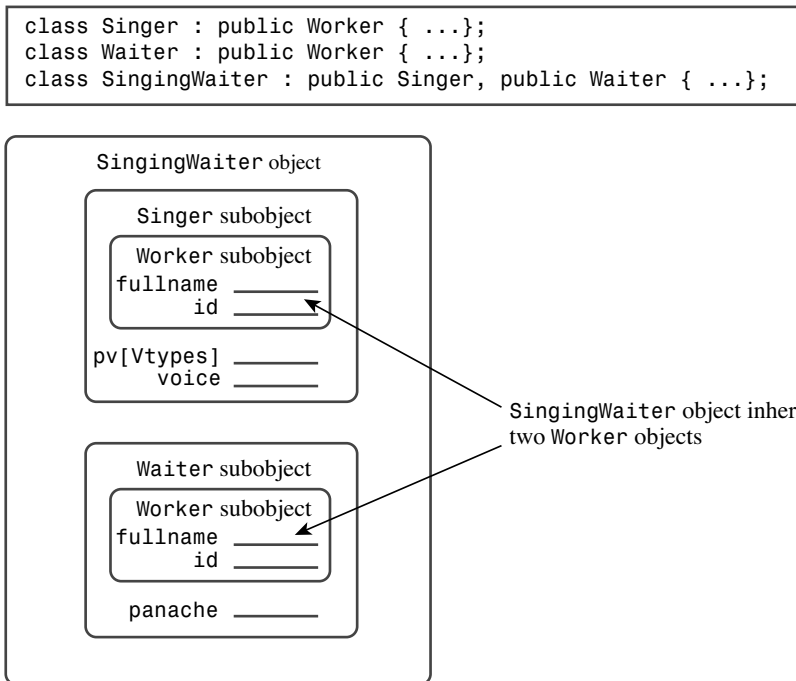 class Singer : public Worker { ...};
class Waiter : public Worker { ...};
class SingingWaiter : public Singer, public Waiter { ...};
SingingWaiter object
Singer subobject
Worker subobject
fullname
id
pv[Vtypes]
voice
SingingWaiter object inher
two Worker objects
Waiter subobject
Worker subobject
fullname
id
panache